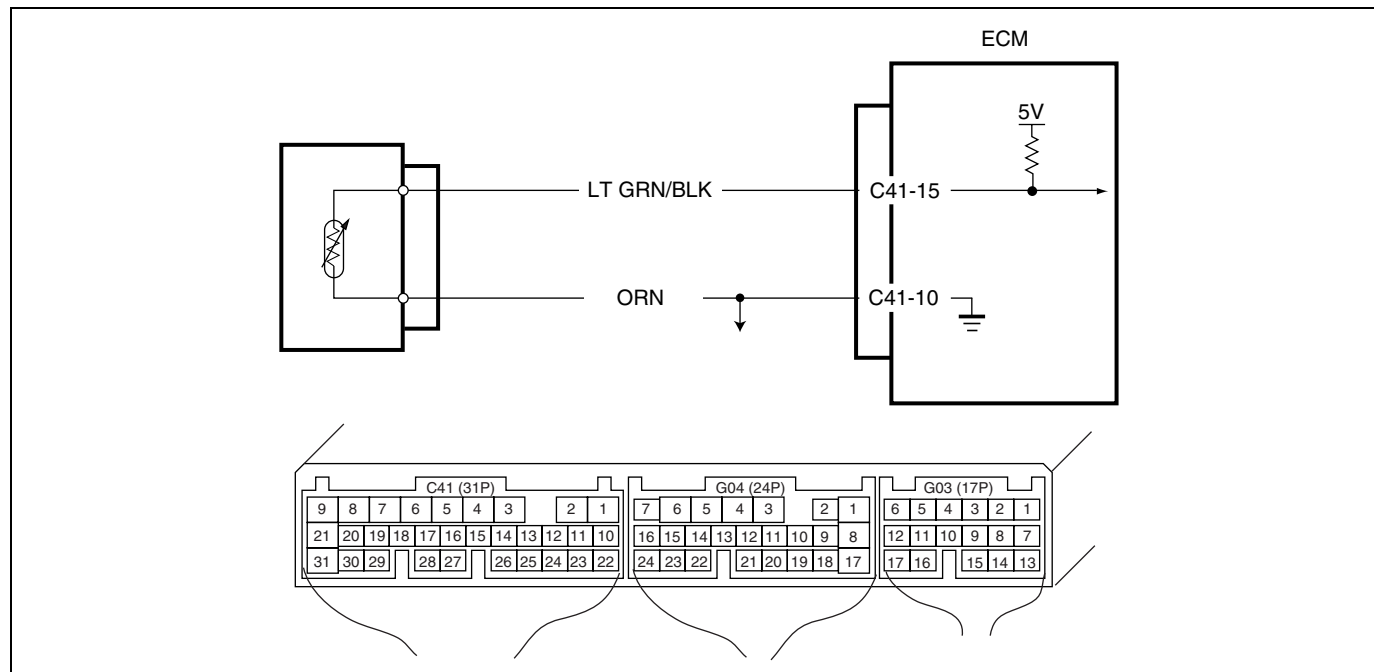 ECM
5V
LT GRN/BLK
C41-15
ORN
C41-10
C41 (31P)
9 8 7 6 5 4 3 2 1
21 20 19 18 17 16 15 14 13 12 11 10
31 30 29 28 27 26 25 24 23 22
G04 (24P)
7 6 5 4 3 2 1
16 15 14 13 12 11 10 9 8
24 23 22 21 20 19 18 17
G03 (17P)
6 5 4 3 2 1
12 11 10 9 8 7
17 16 15 14 13